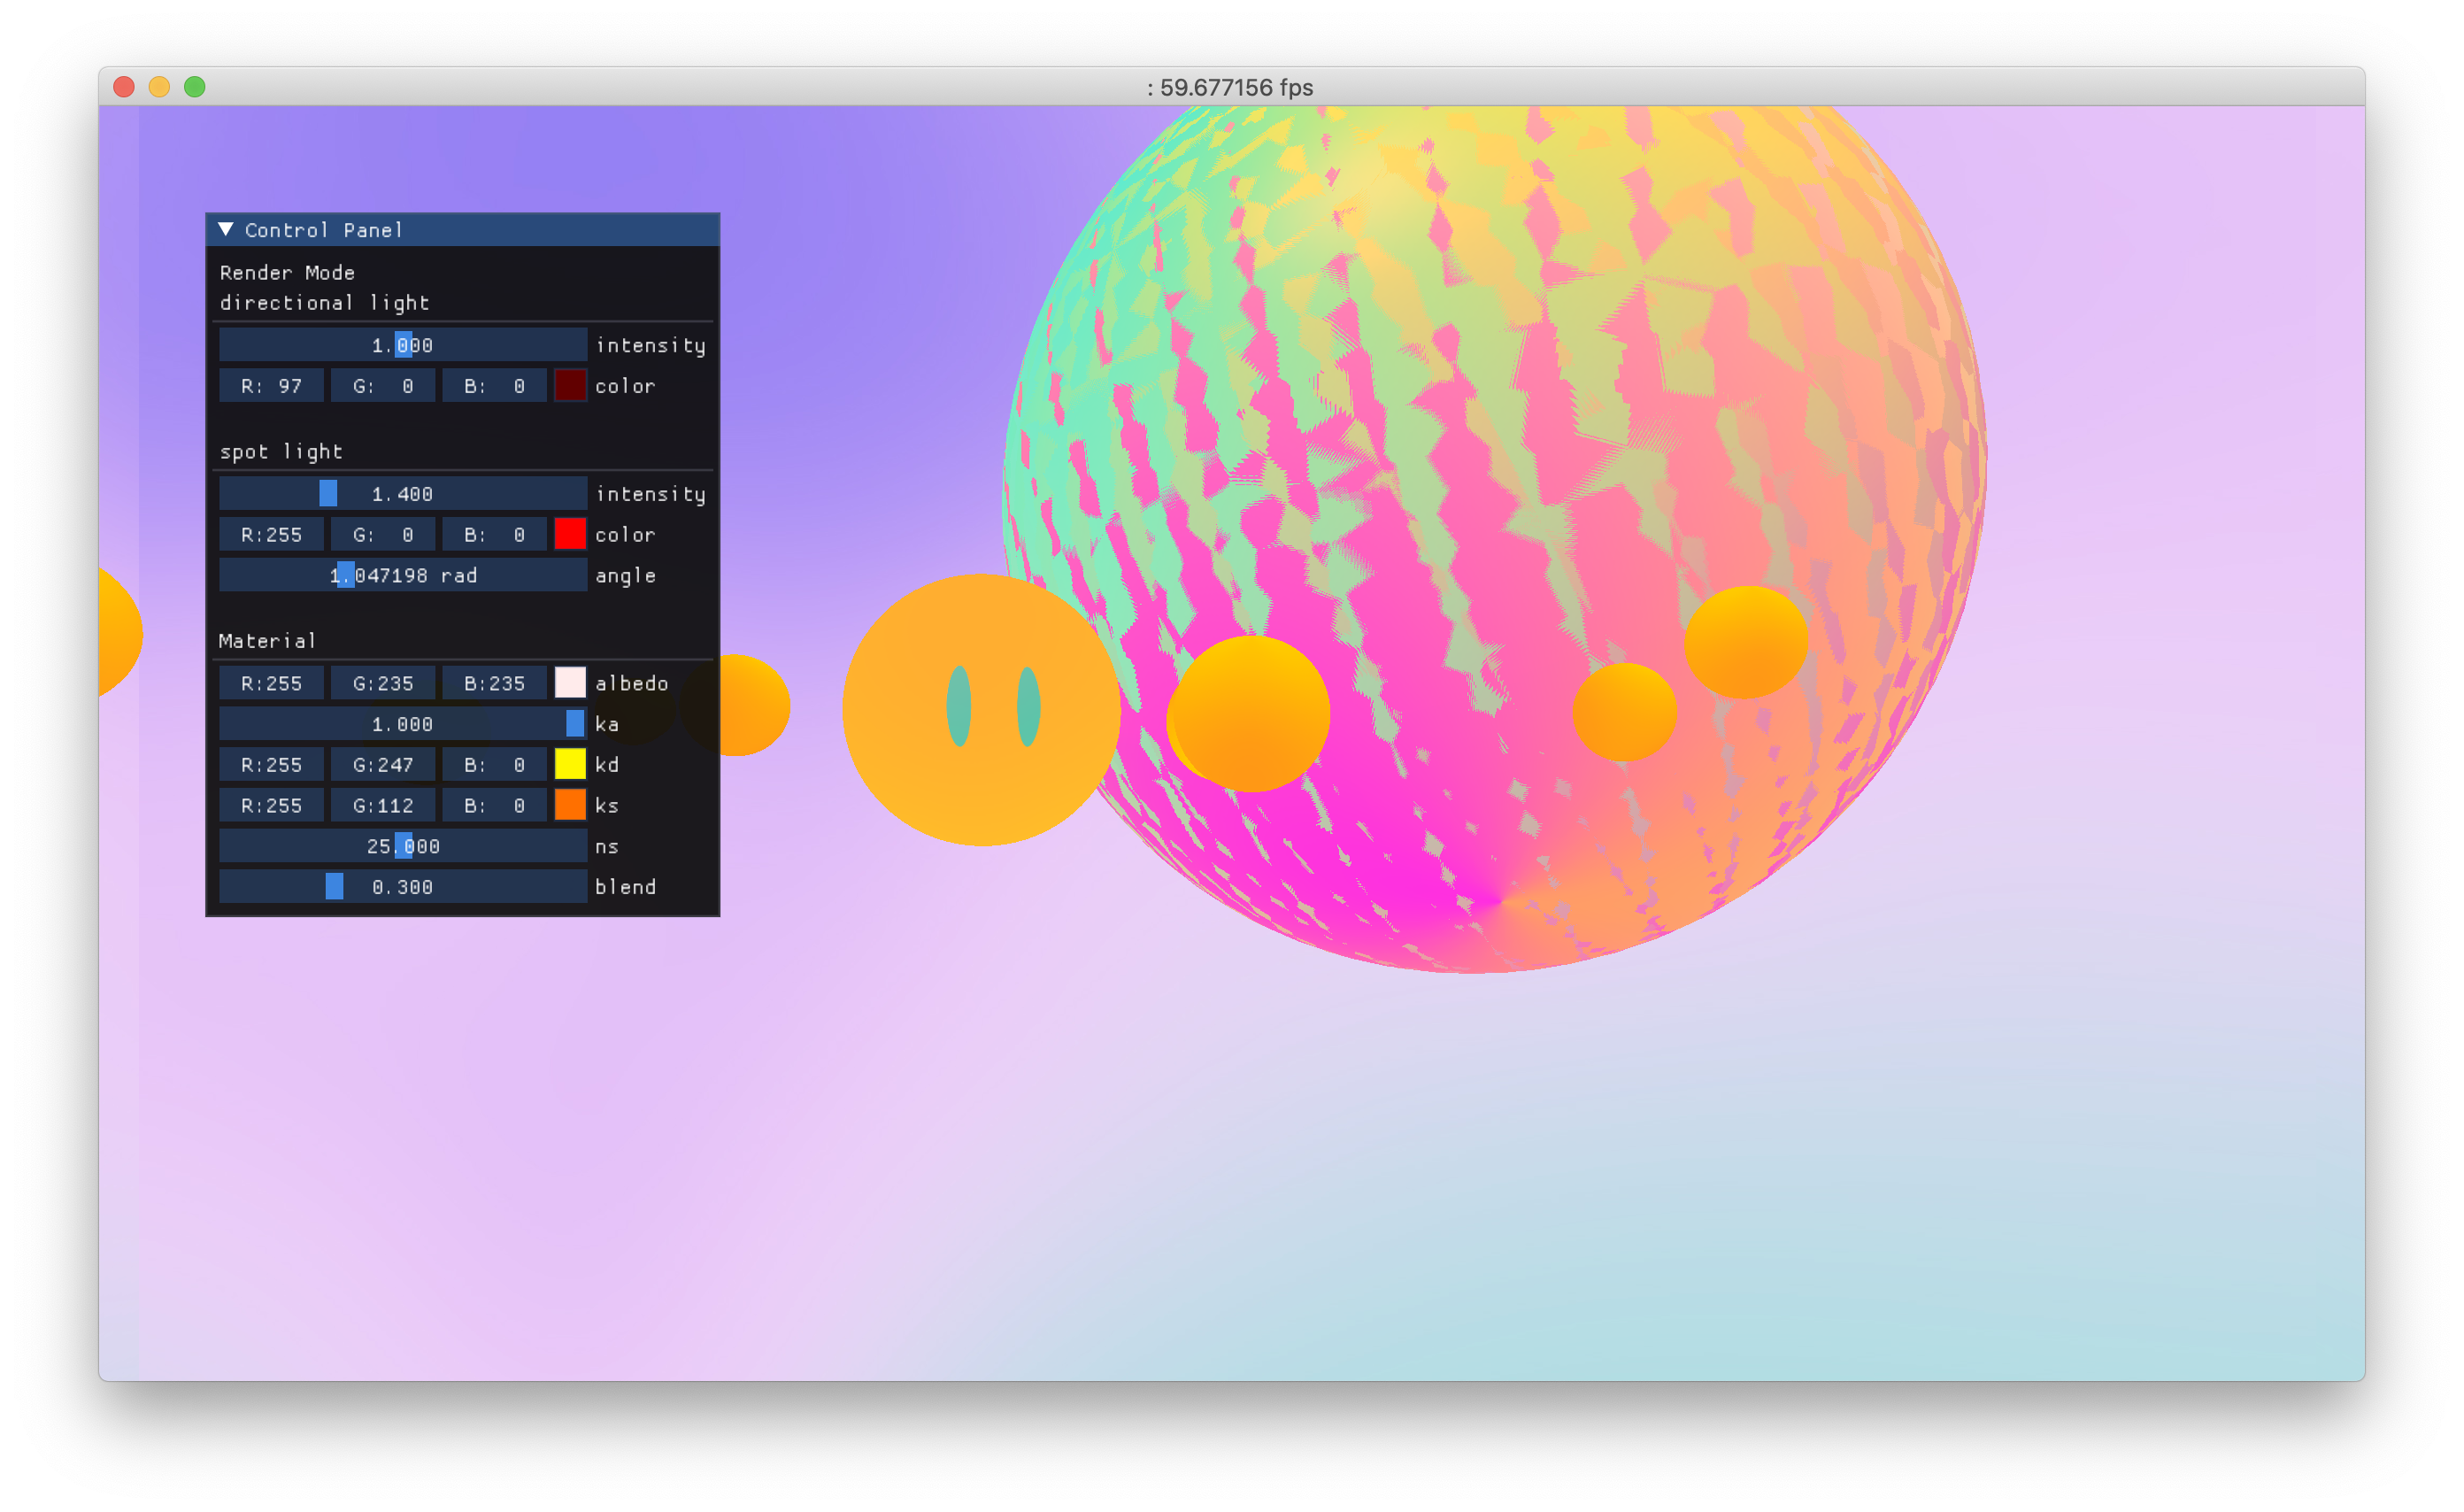 : 59.677156 fps
Control Panel
Render Mode
directional light
1.000 intensity
R: 97 G: 0 B: 0 color
spot light
1.400 intensity
R:255 G: 0 B: 0 color
1.047198 rad angle
Material
R:255 G:235 B:235 albedo
1.000 ka
R:255 G:247 B: 0 kd
R:255 G:112 B: 0 ks
25.000 ns
0.300 blend